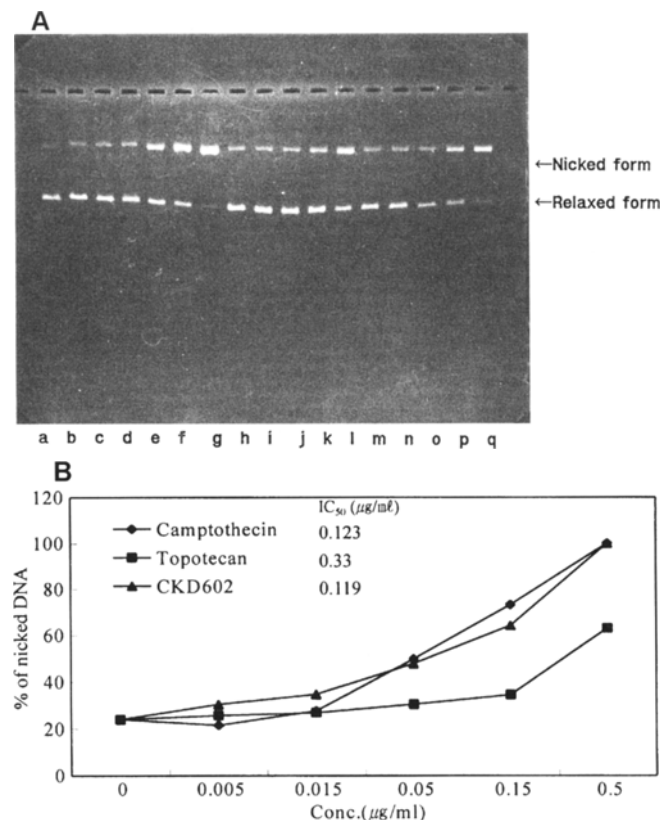 A
←Nicked form
←Relaxed form
a b c d e f g h i j k l m n o p q
B
IC50 (μg/mℓ)
Camptothecin 0.123
Topotecan 0.33
CKD602 0.119
120
100
80
60
40
20
0
% of nicked DNA
0 0.005 0.015 0.05 0.15 0.5
Conc.(μg/ml)